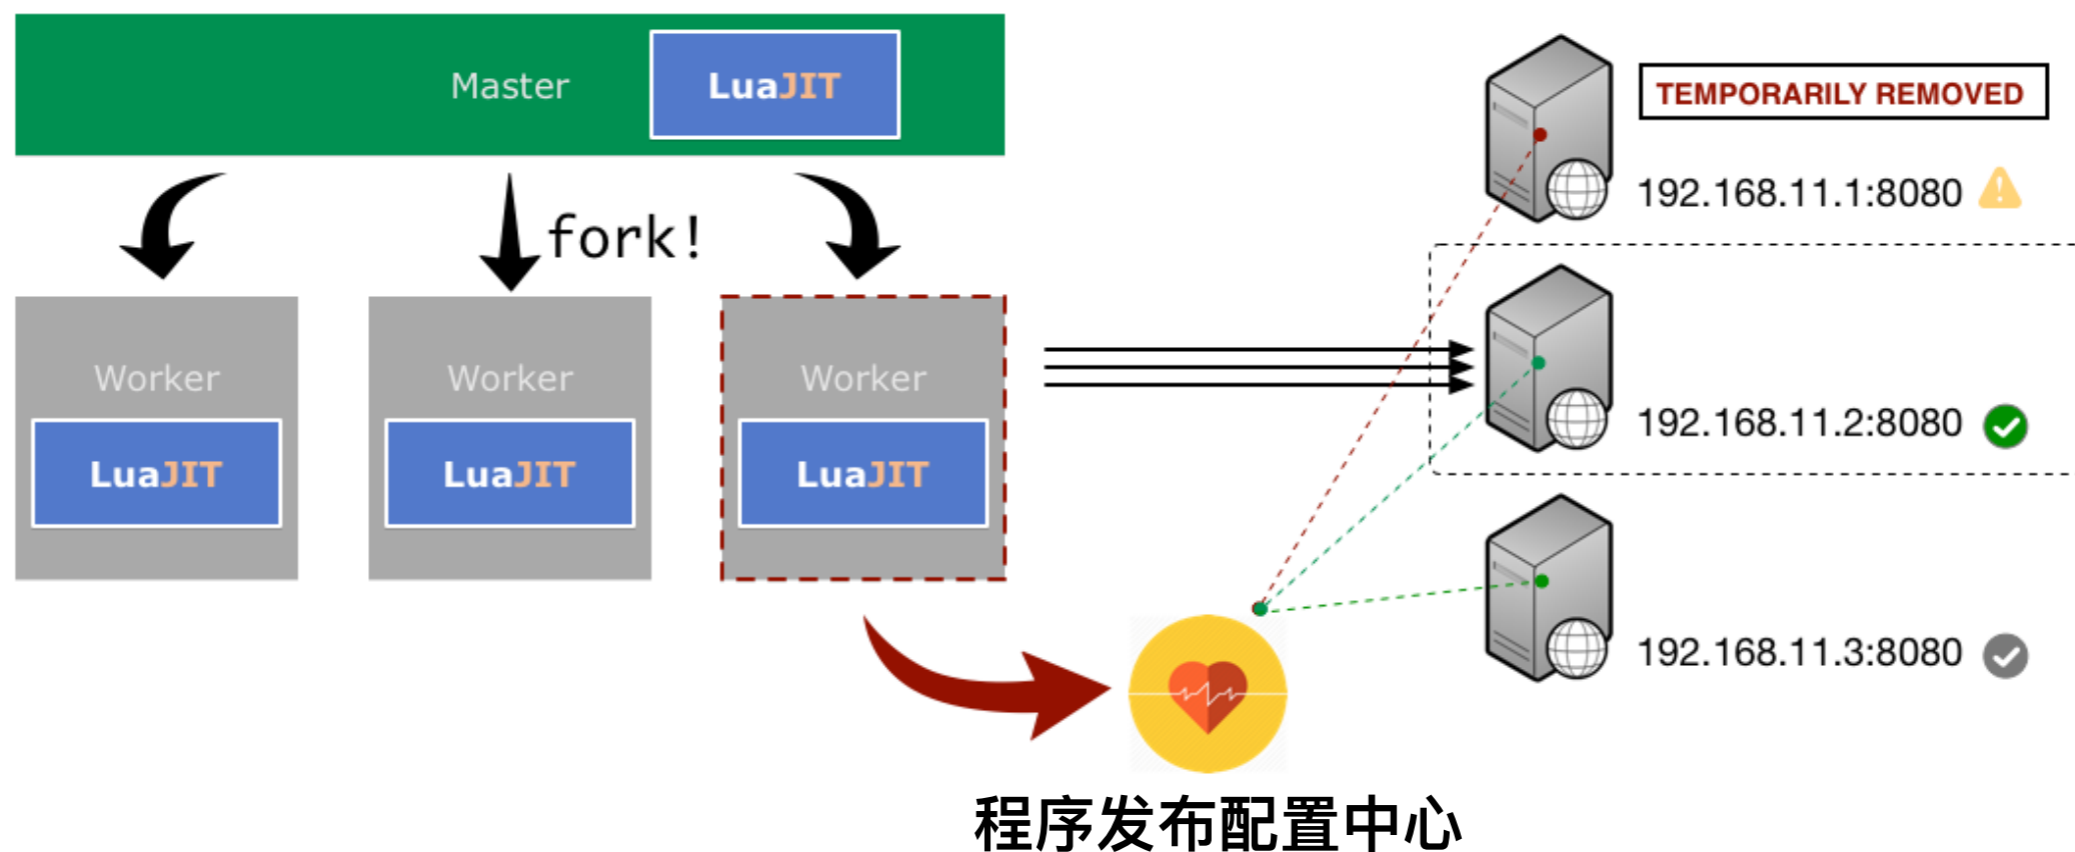 Master
LuaJIT
fork!
Worker
LuaJIT
Worker
LuaJIT
Worker
LuaJIT
TEMPORARILY REMOVED
192.168.11.1:8080
192.168.11.2:8080
192.168.11.3:8080
程序发布配置中心